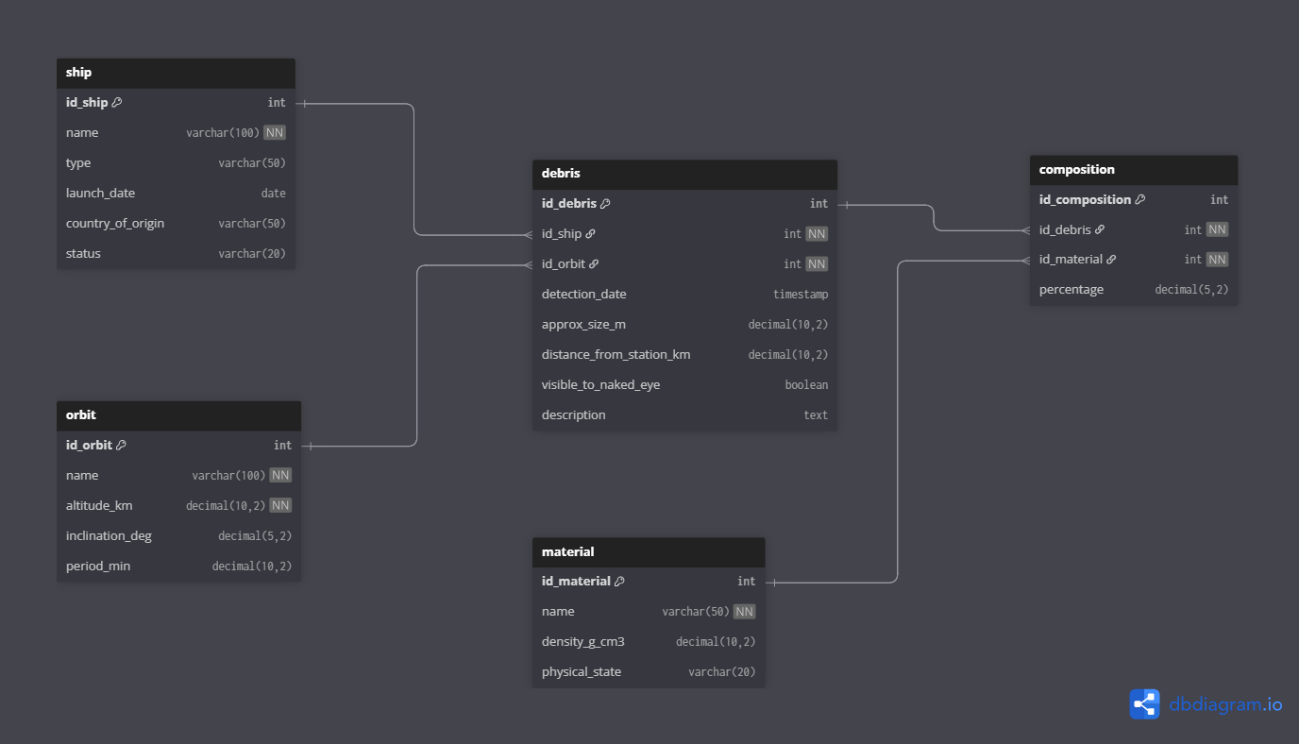 ship
id_ship int
name varchar(100) NN
type varchar(50)
launch_date date
country_of_origin varchar(50)
status varchar(20)
orbit
id_orbit int
name varchar(100) NN
altitude_km decimal(10,2) NN
inclination_deg decimal(5,2)
period_min decimal(10,2)
debris
id_debris int
id_ship int NN
id_orbit int NN
detection_date timestamp
approx_size_m decimal(10,2)
distance_from_station_km decimal(10,2)
visible_to_naked_eye boolean
description text
material
id_material int
name varchar(50) NN
density_g_cm3 decimal(10,2)
physical_state varchar(20)
composition
id_composition int
id_debris int NN
id_material int NN
percentage decimal(5,2)
dbdiagram.io